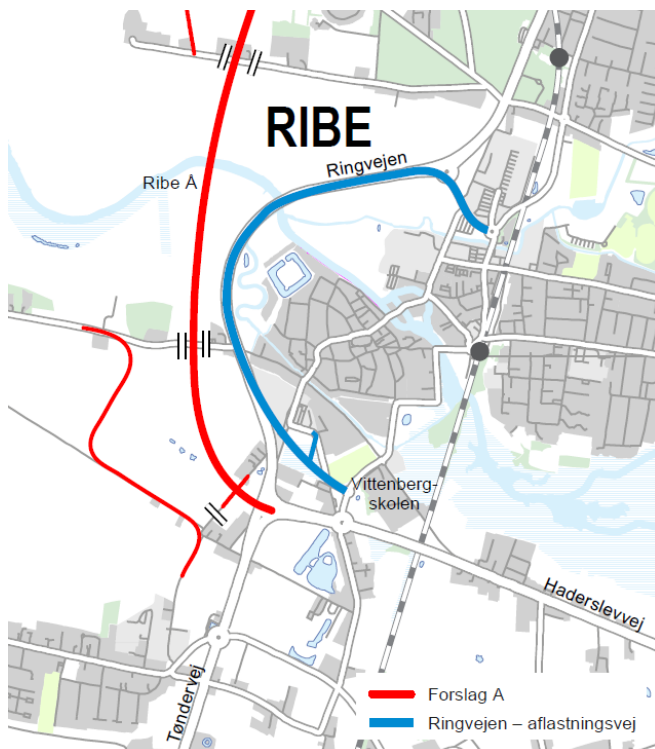 RIBE
Ringvejen
Ribe Å
Vittenberg-
skolen
Haderslevvej
Tøndervej
Forslag A
Ringvejen – aflastningsvej